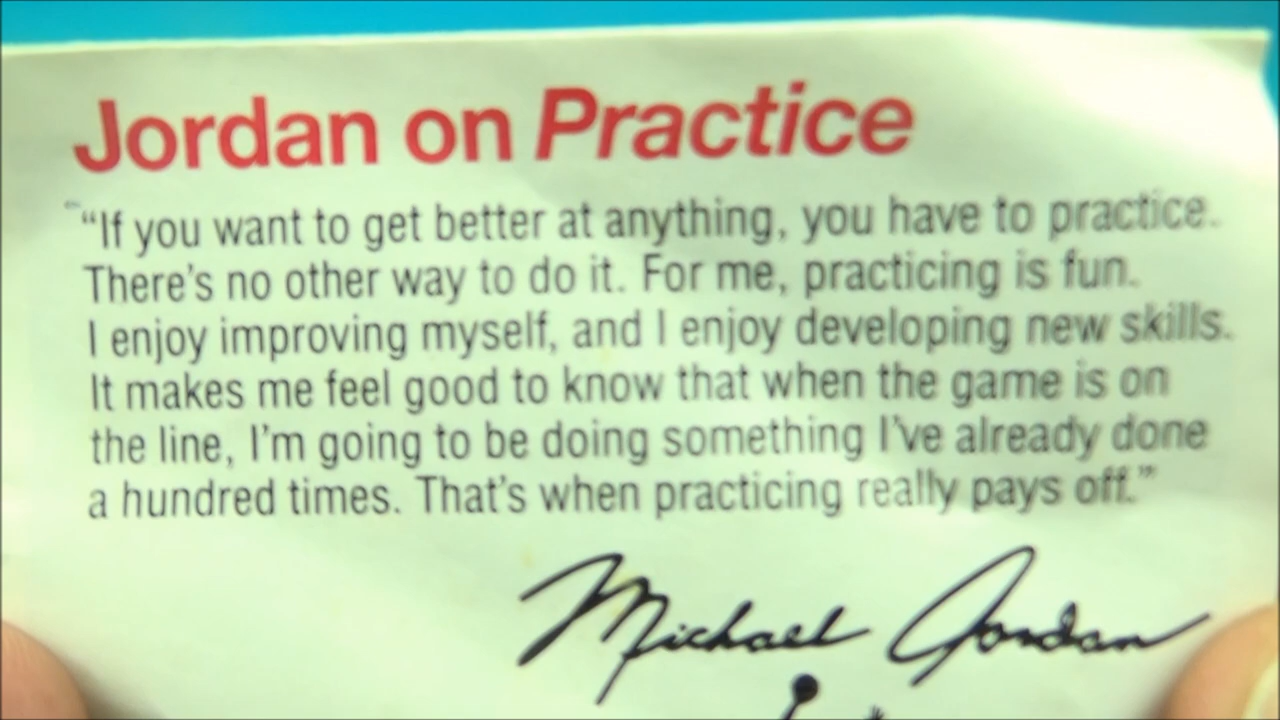 Jordan on Practice
“If you want to get better at anything, you have to practice.
There’s no other way to do it. For me, practicing is fun.
I enjoy improving myself, and I enjoy developing new skills.
It makes me feel good to know that when the game is on
the line, I’m going to be doing something I’ve already done
a hundred times. That’s when practicing really pays off.”
Michael Jordan